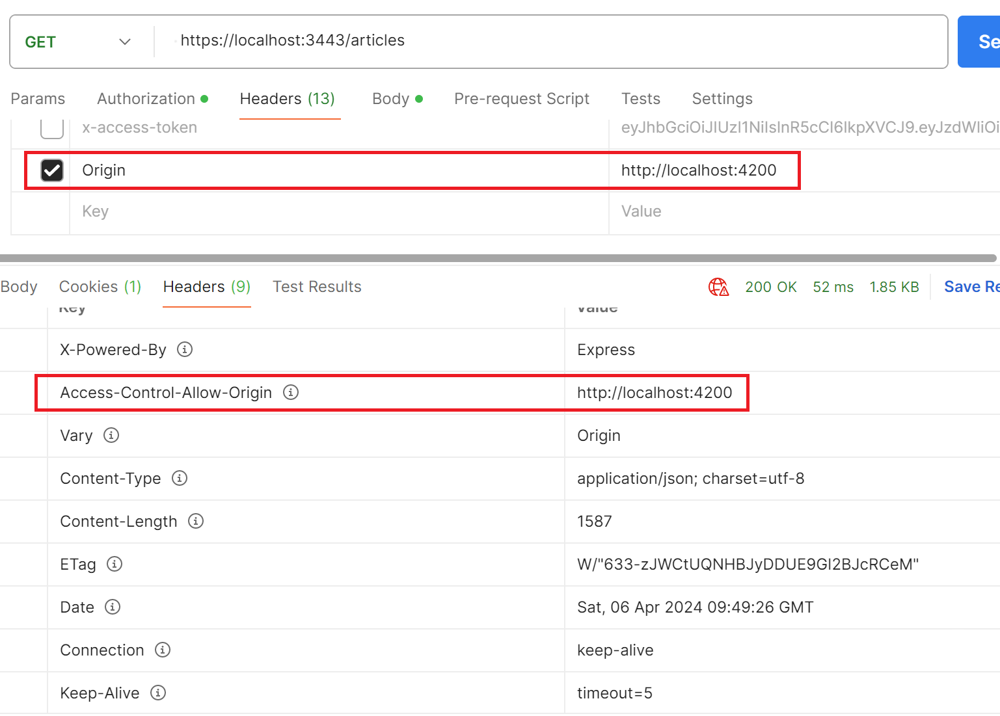 GET https://localhost:3443/articles Se
Params Authorization Headers (13) Body Pre-request Script Tests Settings
x-access-token eyJhbGciOiJIUzI1NiIsInR5cCI6IkpXVCJ9.eyJzdWIiOi
Origin http://localhost:4200
Key Value
Body Cookies (1) Headers (9) Test Results 200 OK 52 ms 1.85 KB Save Re
Key Value
X-Powered-By Express
Access-Control-Allow-Origin http://localhost:4200
Vary Origin
Content-Type application/json; charset=utf-8
Content-Length 1587
ETag W/"633-zJWCtUQNHBJyDDUE9GI2BJcRCeM"
Date Sat, 06 Apr 2024 09:49:26 GMT
Connection keep-alive
Keep-Alive timeout=5